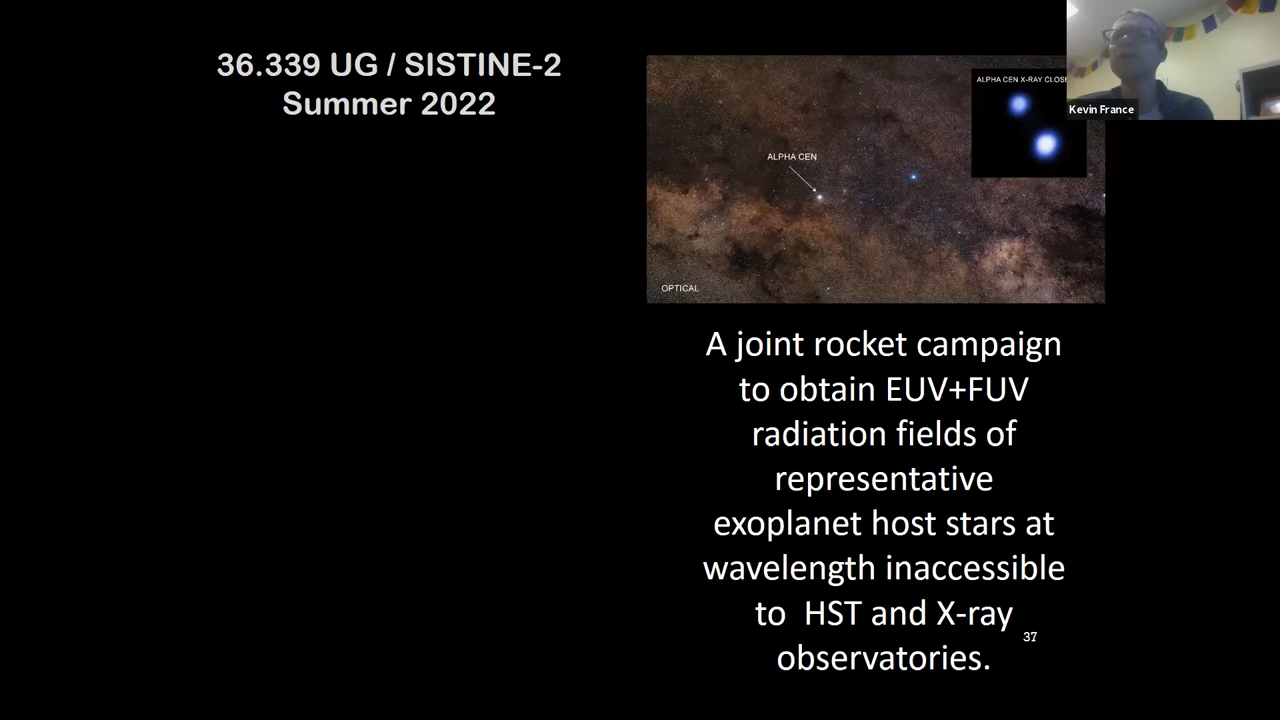 36.339 UG / SISTINE-2
Summer 2022
ALPHA CEN X-RAY
Kevin France
ALPHA CEN
OPTICAL
A joint rocket campaign
to obtain EUV+FUV
radiation fields of
representative
exoplanet host stars at
wavelength inaccessible
to HST and X-ray
observatories.
37